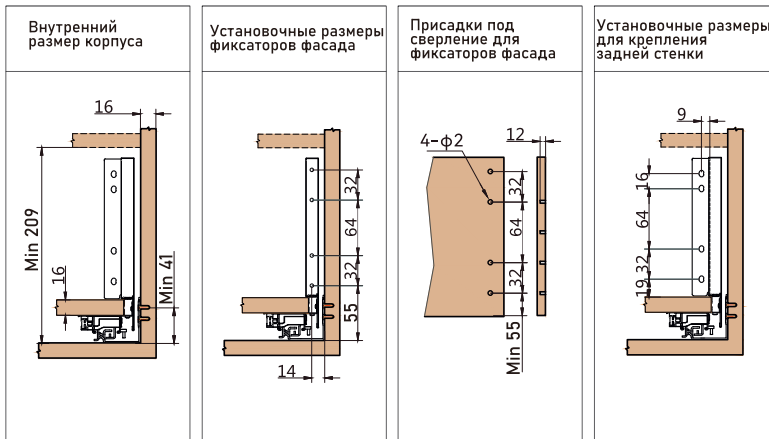 Внутренний
размер корпуса
16
Min 209
16
Min 41
Установочные размеры
фиксаторов фасада
32
64
32
55
14
Присадки под
сверление для
фиксаторов фасада
4-ф2
12
32
64
32
Min 55
Установочные размеры
для крепления
задней стенки
9
16
64
32
19